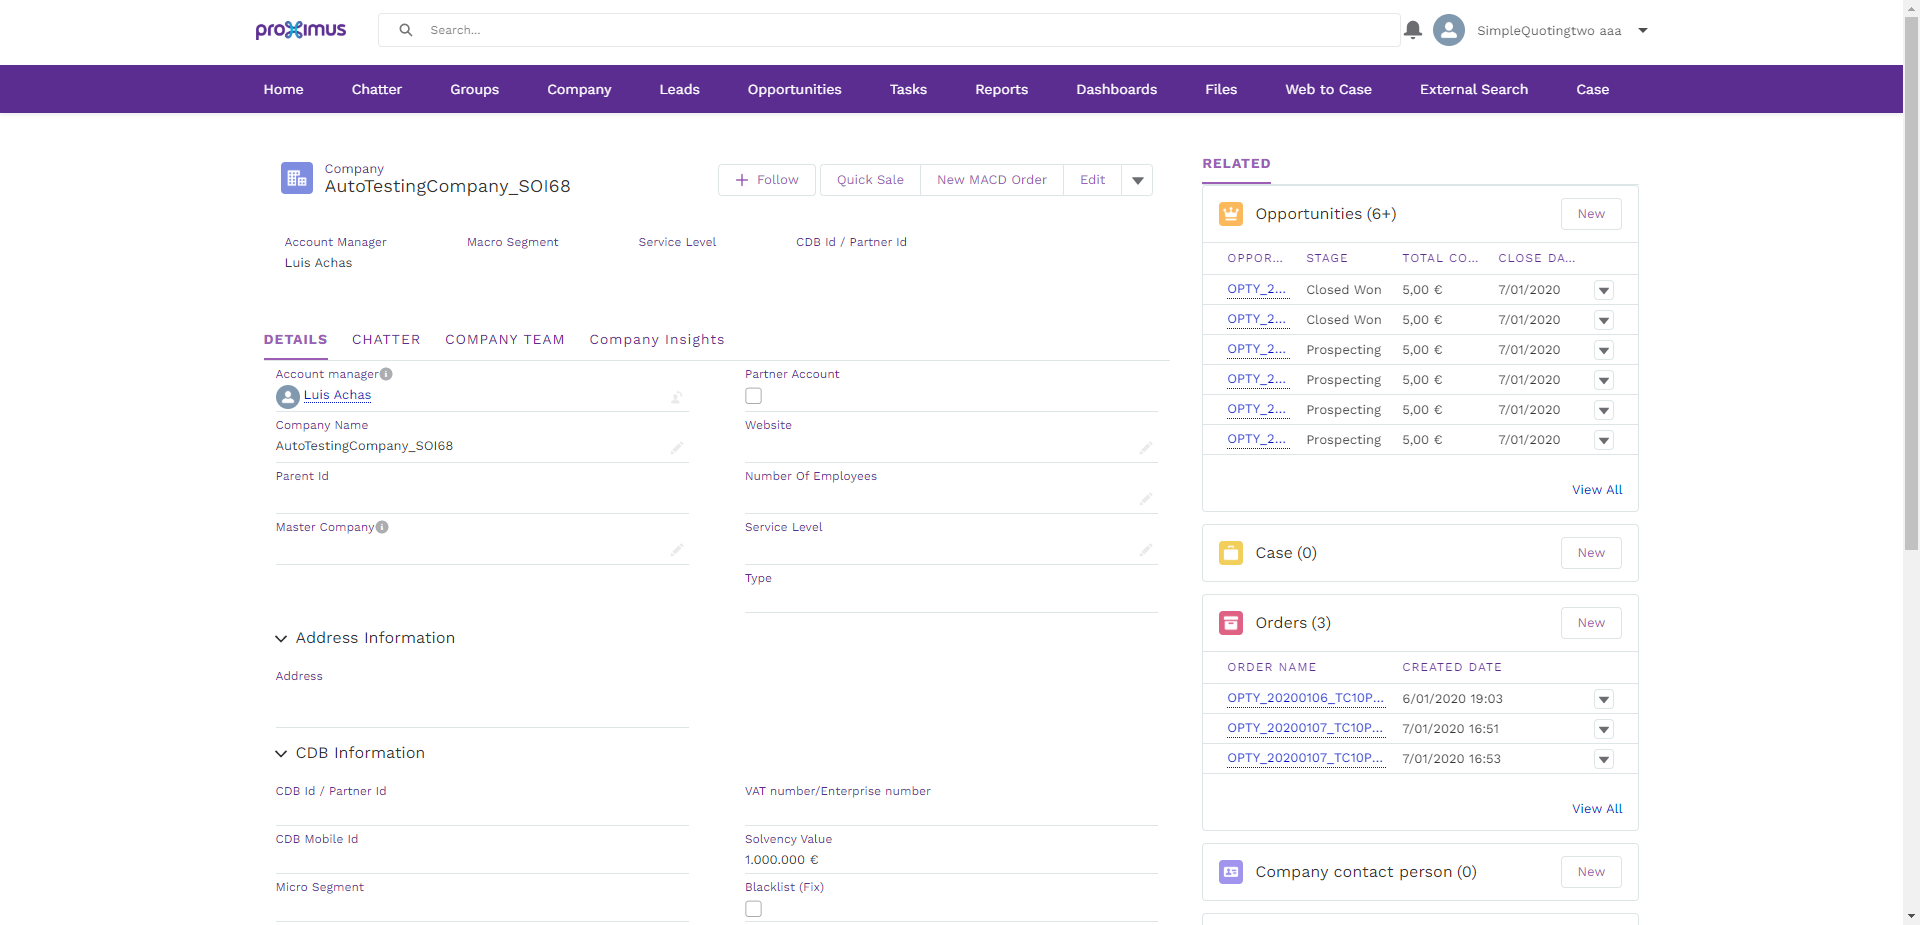 proximus
Search...
SimpleQuotingtwo aaa
Home Chatter Groups Company Leads Opportunities Tasks Reports Dashboards Files Web to Case External Search Case
Company
AutoTestingCompany_SOI68
Follow Quick Sale New MACD Order Edit
Account Manager Macro Segment Service Level CDB Id / Partner Id
Luis Achas
DETAILS CHATTER COMPANY TEAM Company Insights
Account manager Partner Account
Luis Achas
Company Name Website
AutoTestingCompany_SOI68
Parent Id Number Of Employees
Master Company Service Level
Type
Address Information
Address
CDB Information
CDB Id / Partner Id VAT number/Enterprise number
CDB Mobile Id Solvency Value
1.000.000 €
Micro Segment Blacklist (Fix)
RELATED
Opportunities (6+) New
OPPOR... STAGE TOTAL CO... CLOSE DA...
OPTY_2... Closed Won 5,00 € 7/01/2020
OPTY_2... Closed Won 5,00 € 7/01/2020
OPTY_2... Prospecting 5,00 € 7/01/2020
OPTY_2... Prospecting 5,00 € 7/01/2020
OPTY_2... Prospecting 5,00 € 7/01/2020
OPTY_2... Prospecting 5,00 € 7/01/2020
View All
Case (0) New
Orders (3) New
ORDER NAME CREATED DATE
OPTY_20200106_TC10P... 6/01/2020 19:03
OPTY_20200107_TC10P... 7/01/2020 16:51
OPTY_20200107_TC10P... 7/01/2020 16:53
View All
Company contact person (0) New